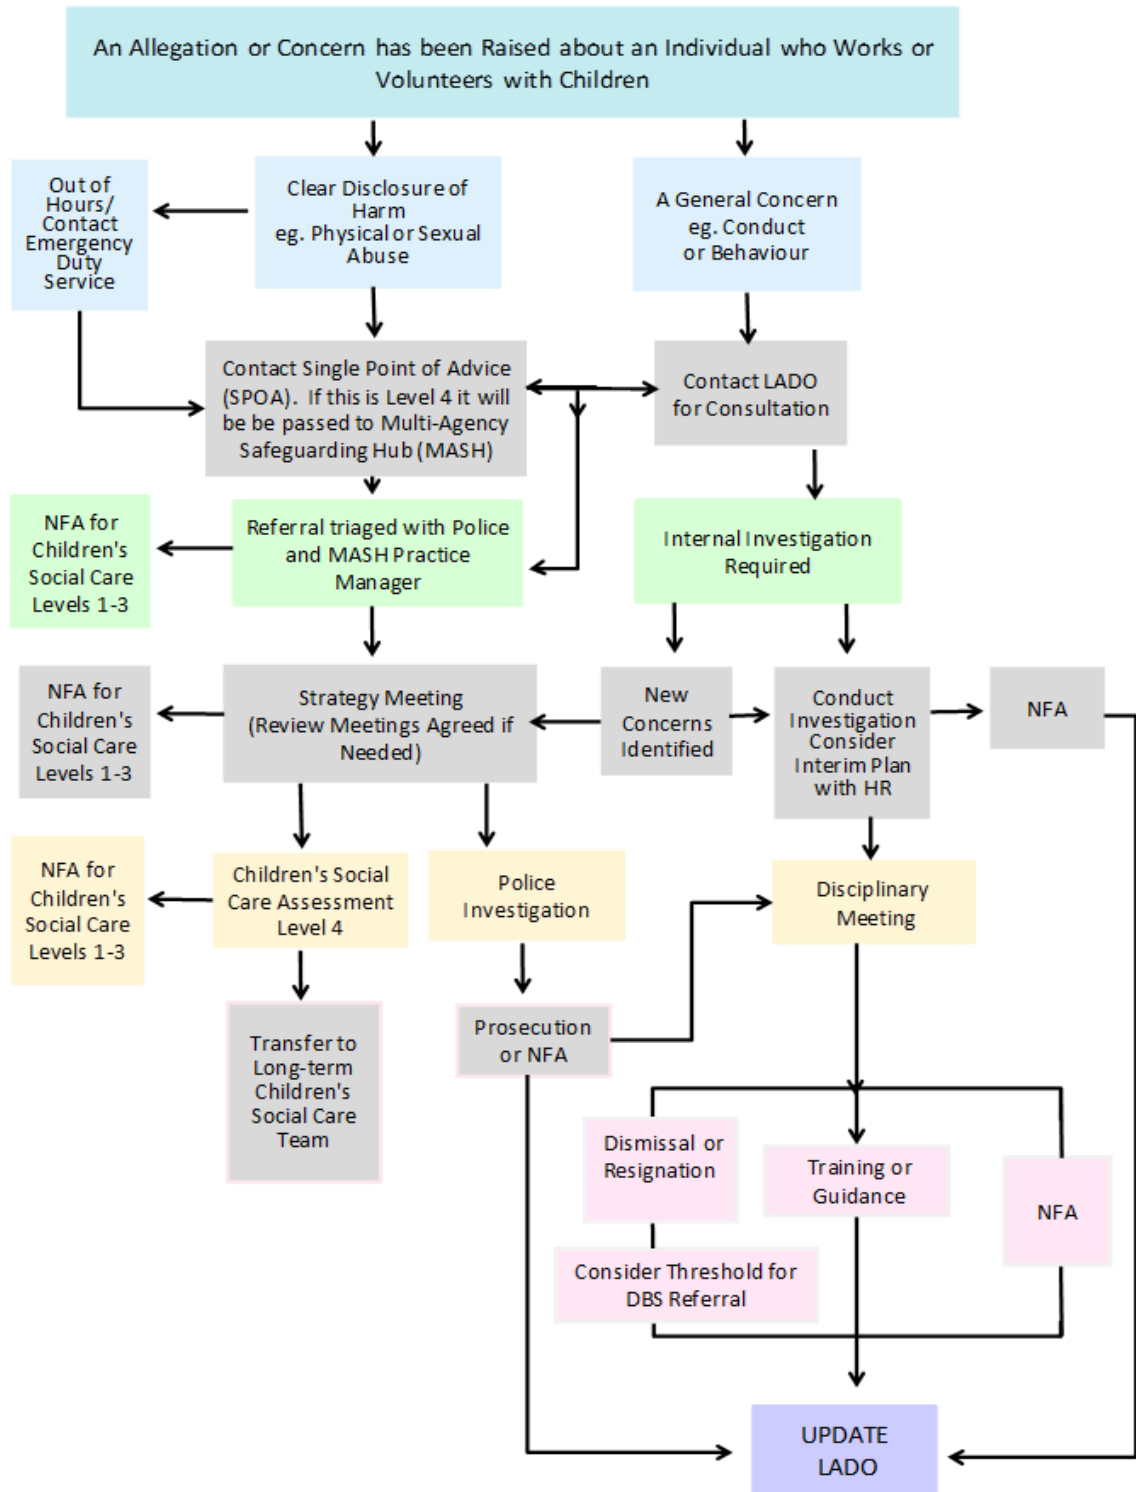 An Allegation or Concern has been Raised about an Individual who Works or
Volunteers with Children
Out of
Hours/
Contact
Emergency
Duty
Service
Clear Disclosure of
Harm
eg. Physical or Sexual
Abuse
A General Concern
eg. Conduct
or Behaviour
Contact Single Point of Advice
(SPOA). If this is Level 4 it will
be be passed to Multi-Agency
Safeguarding Hub (MASH)
Contact LADO
for Consultation
NFA for
Children's
Social Care
Levels 1-3
Referral triaged with Police
and MASH Practice
Manager
Internal Investigation
Required
NFA for
Children's
Social Care
Levels 1-3
Strategy Meeting
(Review Meetings Agreed if
Needed)
New
Concerns
Identified
Conduct
Investigation
Consider
Interim Plan
with HR
NFA
NFA for
Children's
Social Care
Levels 1-3
Children's Social
Care Assessment
Level 4
Police
Investigation
Disciplinary
Meeting
Transfer to
Long-term
Children's
Social Care
Team
Prosecution
or NFA
Dismissal or
Resignation
Training or
Guidance
NFA
Consider Threshold for
DBS Referral
UPDATE
LADO